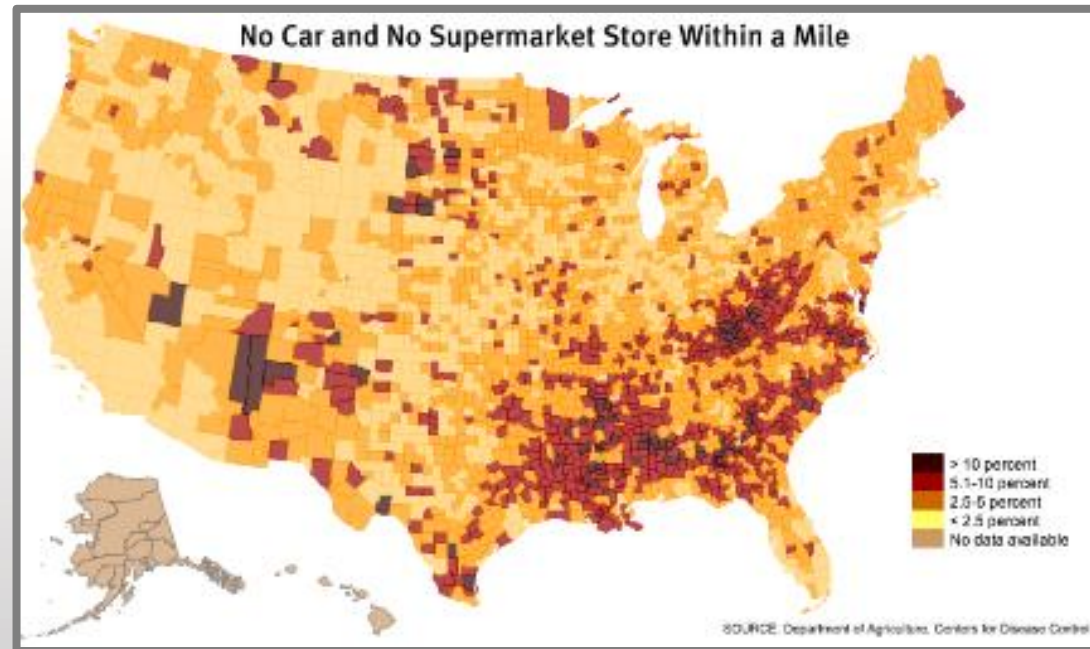 No Car and No Supermarket Store Within a Mile
> 10 percent
5.1-10 percent
2.5-5 percent
< 2.5 percent
No data available
SOURCE: Department of Agriculture, Centers for Disease Control